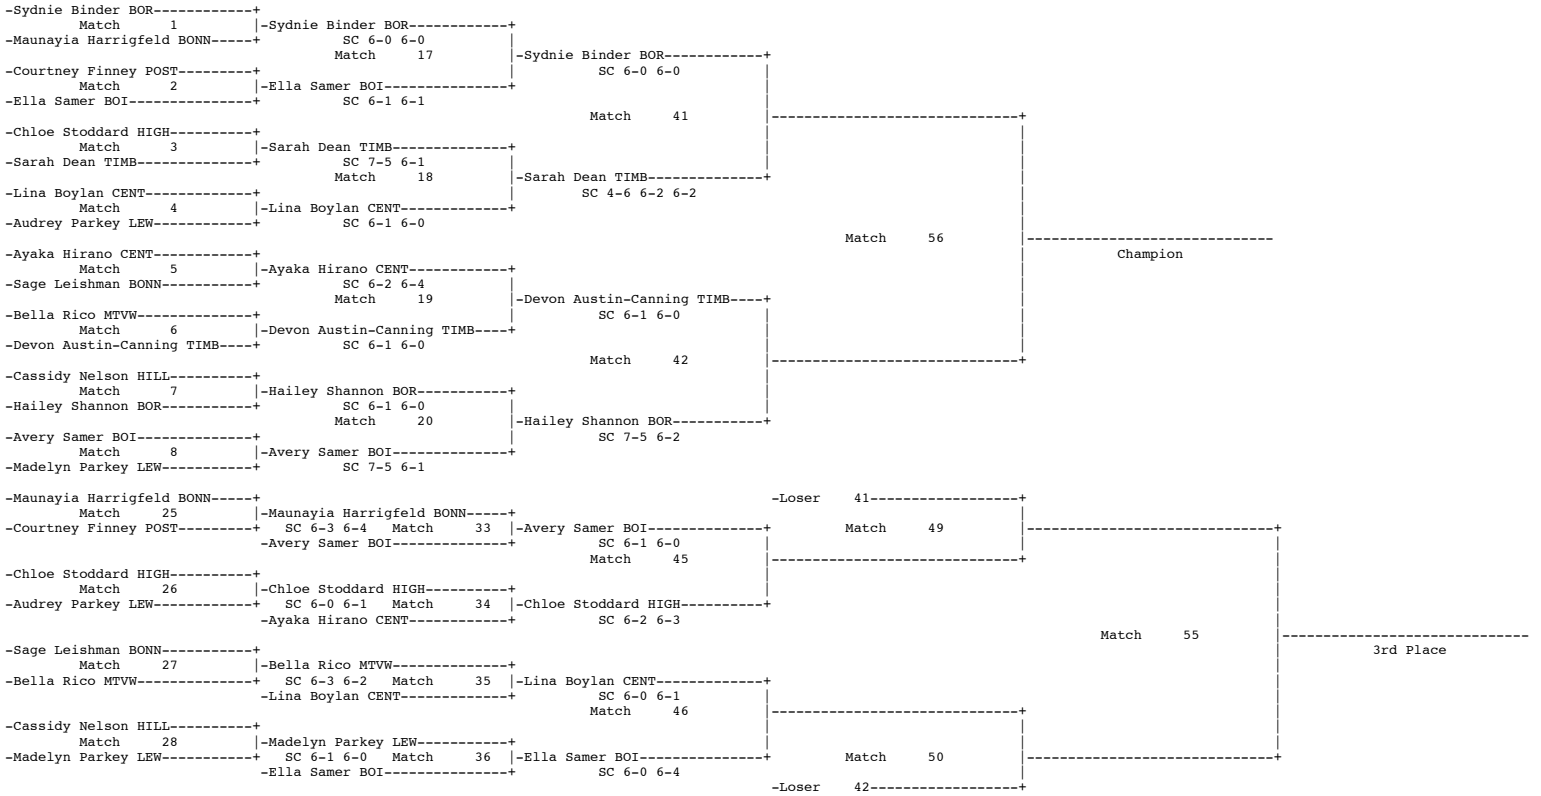 -Sydnie Binder BOR------------+
Match 1 |-Sydnie Binder BOR------------+
-Maunayia Harrigfeld BONN-----+ SC 6-0 6-0 |
Match 17 |-Sydnie Binder BOR------------+
-Courtney Finney POST---------+ | SC 6-0 6-0 |
Match 2 |-Ella Samer BOI---------------+ |
-Ella Samer BOI---------------+ SC 6-1 6-1 |
Match 41 |------------------------------+
-Chloe Stoddard HIGH----------+ | |
Match 3 |-Sarah Dean TIMB--------------+ | |
-Sarah Dean TIMB--------------+ SC 7-5 6-1 | | |
Match 18 |-Sarah Dean TIMB--------------+ |
-Lina Boylan CENT-------------+ | SC 4-6 6-2 6-2 |
Match 4 |-Lina Boylan CENT-------------+ |
-Audrey Parkey LEW------------+ SC 6-1 6-0 |
Match 56 |------------------------------
-Ayaka Hirano CENT------------+ | Champion
Match 5 |-Ayaka Hirano CENT------------+ |
-Sage Leishman BONN-----------+ SC 6-2 6-4 | |
Match 19 |-Devon Austin-Canning TIMB----+ |
-Bella Rico MTVW--------------+ | SC 6-1 6-0 | |
Match 6 |-Devon Austin-Canning TIMB----+ | |
-Devon Austin-Canning TIMB----+ SC 6-1 6-0 | |
Match 42 |------------------------------+
-Cassidy Nelson HILL----------+ |
Match 7 |-Hailey Shannon BOR-----------+ |
-Hailey Shannon BOR-----------+ SC 6-1 6-0 | |
Match 20 |-Hailey Shannon BOR-----------+
-Avery Samer BOI--------------+ | SC 7-5 6-2
Match 8 |-Avery Samer BOI--------------+
-Madelyn Parkey LEW-----------+ SC 7-5 6-1
-Maunayia Harrigfeld BONN-----+ -Loser 41------------------+
Match 25 |-Maunayia Harrigfeld BONN-----+ |
-Courtney Finney POST---------+ SC 6-3 6-4 Match 33 |-Avery Samer BOI--------------+ Match 49 |------------------------------+
-Avery Samer BOI--------------+ SC 6-1 6-0 | | |
Match 45 |------------------------------+ |
-Chloe Stoddard HIGH----------+ | |
Match 26 |-Chloe Stoddard HIGH----------+ | |
-Audrey Parkey LEW------------+ SC 6-0 6-1 Match 34 |-Chloe Stoddard HIGH----------+ |
-Ayaka Hirano CENT------------+ SC 6-2 6-3 |
Match 55 |------------------------------
-Sage Leishman BONN-----------+ | 3rd Place
Match 27 |-Bella Rico MTVW--------------+ |
-Bella Rico MTVW--------------+ SC 6-3 6-2 Match 35 |-Lina Boylan CENT-------------+ |
-Lina Boylan CENT-------------+ SC 6-0 6-1 | |
Match 46 |------------------------------+ |
-Cassidy Nelson HILL----------+ | | |
Match 28 |-Madelyn Parkey LEW-----------+ | | |
-Madelyn Parkey LEW-----------+ SC 6-1 6-0 Match 36 |-Ella Samer BOI---------------+ Match 50 |------------------------------+
-Ella Samer BOI---------------+ SC 6-0 6-4 |
-Loser 42------------------+